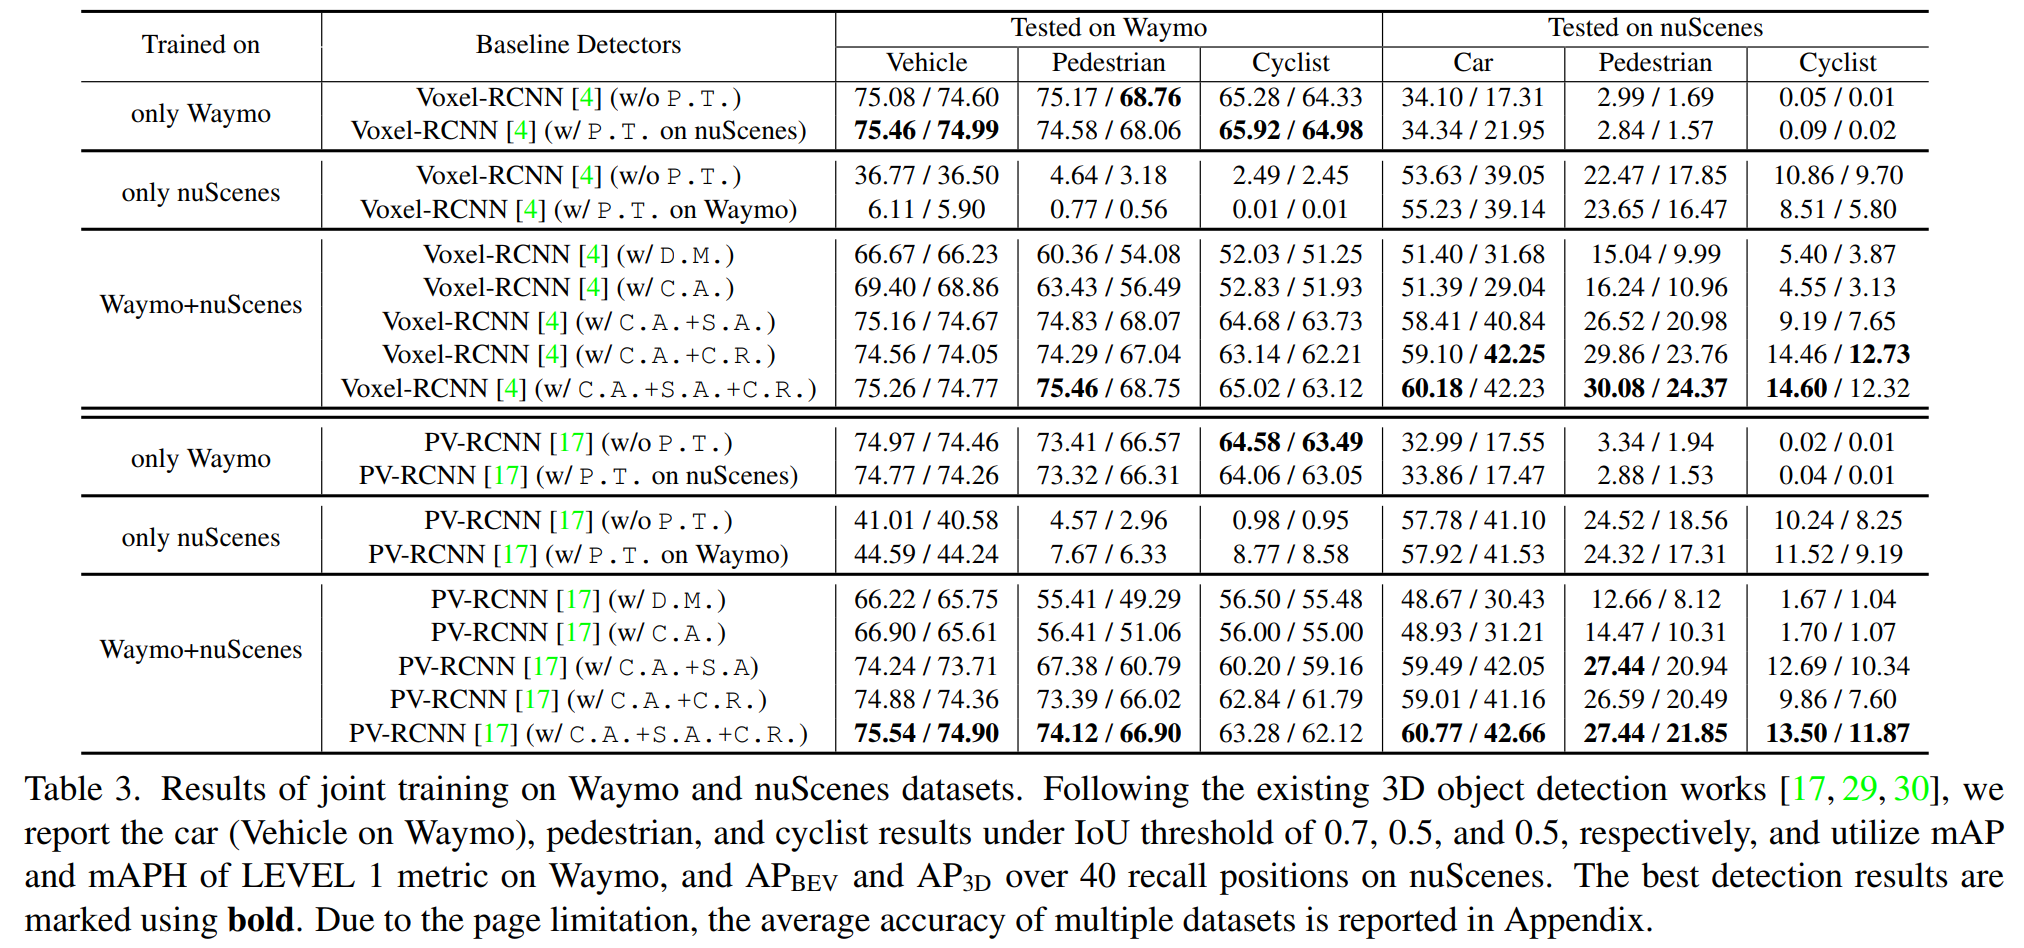 Trained on | Baseline Detectors | Tested on Waymo | Tested on nuScenes
Vehicle | Pedestrian | Cyclist | Car | Pedestrian | Cyclist
only Waymo | Voxel-RCNN [4] (w/o P.T.) | 75.08 / 74.60 | 75.17 / 68.76 | 65.28 / 64.33 | 34.10 / 17.31 | 2.99 / 1.69 | 0.05 / 0.01
Voxel-RCNN [4] (w/ P.T. on nuScenes) | 75.46 / 74.99 | 74.58 / 68.06 | 65.92 / 64.98 | 34.34 / 21.95 | 2.84 / 1.57 | 0.09 / 0.02
only nuScenes | Voxel-RCNN [4] (w/o P.T.) | 36.77 / 36.50 | 4.64 / 3.18 | 2.49 / 2.45 | 53.63 / 39.05 | 22.47 / 17.85 | 10.86 / 9.70
Voxel-RCNN [4] (w/ P.T. on Waymo) | 6.11 / 5.90 | 0.77 / 0.56 | 0.01 / 0.01 | 55.23 / 39.14 | 23.65 / 16.47 | 8.51 / 5.80
Waymo+nuScenes | Voxel-RCNN [4] (w/ D.M.) | 66.67 / 66.23 | 60.36 / 54.08 | 52.03 / 51.25 | 51.40 / 31.68 | 15.04 / 9.99 | 5.40 / 3.87
Voxel-RCNN [4] (w/ C.A.) | 69.40 / 68.86 | 63.43 / 56.49 | 52.83 / 51.93 | 51.39 / 29.04 | 16.24 / 10.96 | 4.55 / 3.13
Voxel-RCNN [4] (w/ C.A.+S.A.) | 75.16 / 74.67 | 74.83 / 68.07 | 64.68 / 63.73 | 58.41 / 40.84 | 26.52 / 20.98 | 9.19 / 7.65
Voxel-RCNN [4] (w/ C.A.+C.R.) | 74.56 / 74.05 | 74.29 / 67.04 | 63.14 / 62.21 | 59.10 / 42.25 | 29.86 / 23.76 | 14.46 / 12.73
Voxel-RCNN [4] (w/ C.A.+S.A.+C.R.) | 75.26 / 74.77 | 75.46 / 68.75 | 65.02 / 63.12 | 60.18 / 42.23 | 30.08 / 24.37 | 14.60 / 12.32
only Waymo | PV-RCNN [17] (w/o P.T.) | 74.97 / 74.46 | 73.41 / 66.57 | 64.58 / 63.49 | 32.99 / 17.55 | 3.34 / 1.94 | 0.02 / 0.01
PV-RCNN [17] (w/ P.T. on nuScenes) | 74.77 / 74.26 | 73.32 / 66.31 | 64.06 / 63.05 | 33.86 / 17.47 | 2.88 / 1.53 | 0.04 / 0.01
only nuScenes | PV-RCNN [17] (w/o P.T.) | 41.01 / 40.58 | 4.57 / 2.96 | 0.98 / 0.95 | 57.78 / 41.10 | 24.52 / 18.56 | 10.24 / 8.25
PV-RCNN [17] (w/ P.T. on Waymo) | 44.59 / 44.24 | 7.67 / 6.33 | 8.77 / 8.58 | 57.92 / 41.53 | 24.32 / 17.31 | 11.52 / 9.19
Waymo+nuScenes | PV-RCNN [17] (w/ D.M.) | 66.22 / 65.75 | 55.41 / 49.29 | 56.50 / 55.48 | 48.67 / 30.43 | 12.66 / 8.12 | 1.67 / 1.04
PV-RCNN [17] (w/ C.A.) | 66.90 / 65.61 | 56.41 / 51.06 | 56.00 / 55.00 | 48.93 / 31.21 | 14.47 / 10.31 | 1.70 / 1.07
PV-RCNN [17] (w/ C.A.+S.A) | 74.24 / 73.71 | 67.38 / 60.79 | 60.20 / 59.16 | 59.49 / 42.05 | 27.44 / 20.94 | 12.69 / 10.34
PV-RCNN [17] (w/ C.A.+C.R.) | 74.88 / 74.36 | 73.39 / 66.02 | 62.84 / 61.79 | 59.01 / 41.16 | 26.59 / 20.49 | 9.86 / 7.60
PV-RCNN [17] (w/ C.A.+S.A.+C.R.) | 75.54 / 74.90 | 74.12 / 66.90 | 63.28 / 62.12 | 60.77 / 42.66 | 27.44 / 21.85 | 13.50 / 11.87
Table 3. Results of joint training on Waymo and nuScenes datasets. Following the existing 3D object detection works [17, 29, 30], we
report the car (Vehicle on Waymo), pedestrian, and cyclist results under IoU threshold of 0.7, 0.5, and 0.5, respectively, and utilize mAP
and mAPH of LEVEL 1 metric on Waymo, and APBEV and AP3D over 40 recall positions on nuScenes. The best detection results are
marked using bold. Due to the page limitation, the average accuracy of multiple datasets is reported in Appendix.